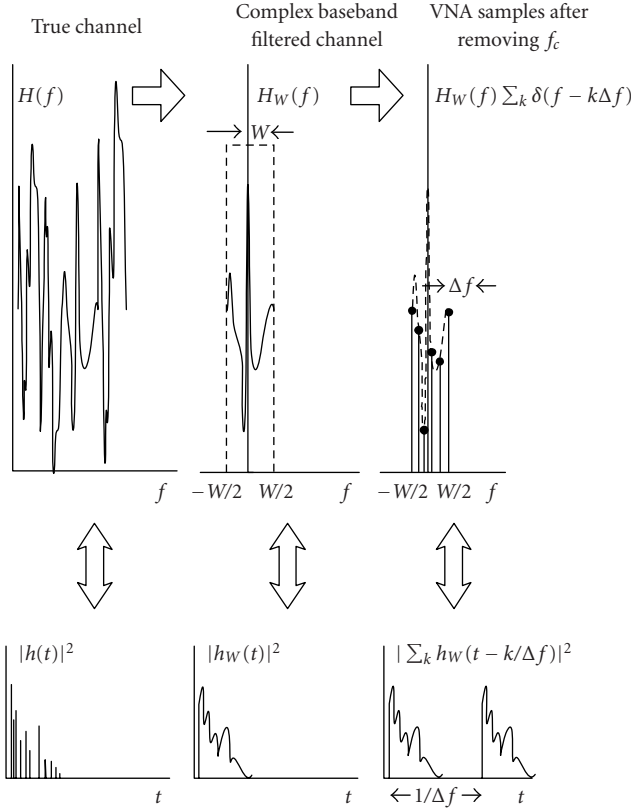 True channel
Complex baseband
filtered channel
VNA samples after
removing f_c
H(f)
H_W(f)
H_W(f) ∑_k δ(f − kΔf)
W
Δf
f
−W/2
W/2
f
−W/2
W/2
f
|h(t)|²
|h_W(t)|²
| ∑_k h_W(t − k/Δf)|²
t
t
1/Δf
t